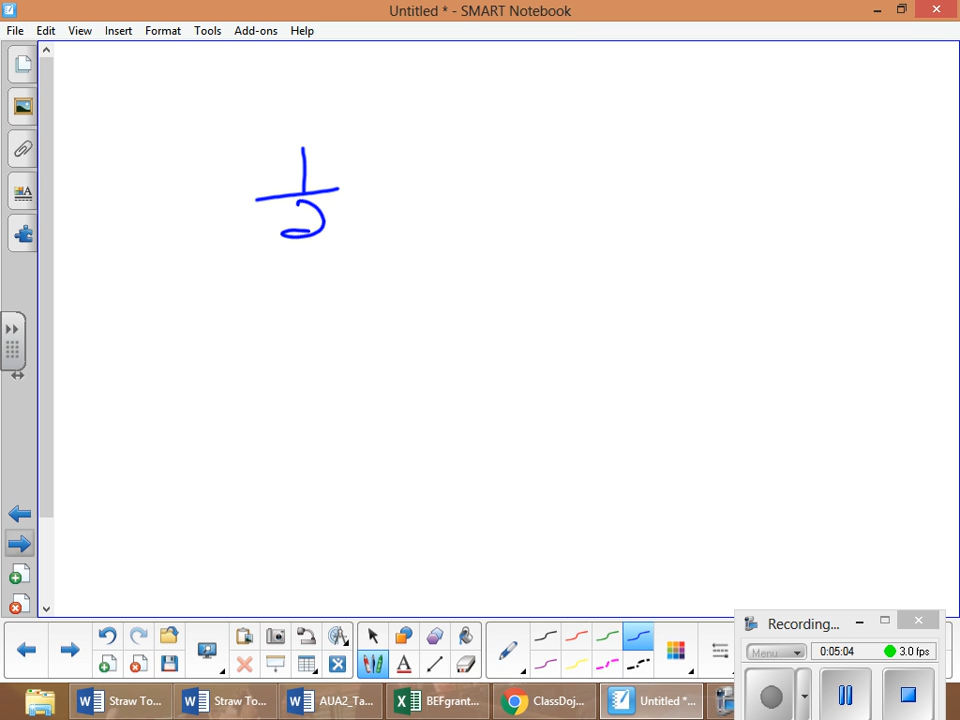 Untitled * - SMART Notebook
File Edit View Insert Format Tools Add-ons Help
1
2
Recording...
Menu 0:05:04 3.0 fps
Straw To... Straw To... AUA2_Ta... BEFgrant... ClassDoj... Untitled *...